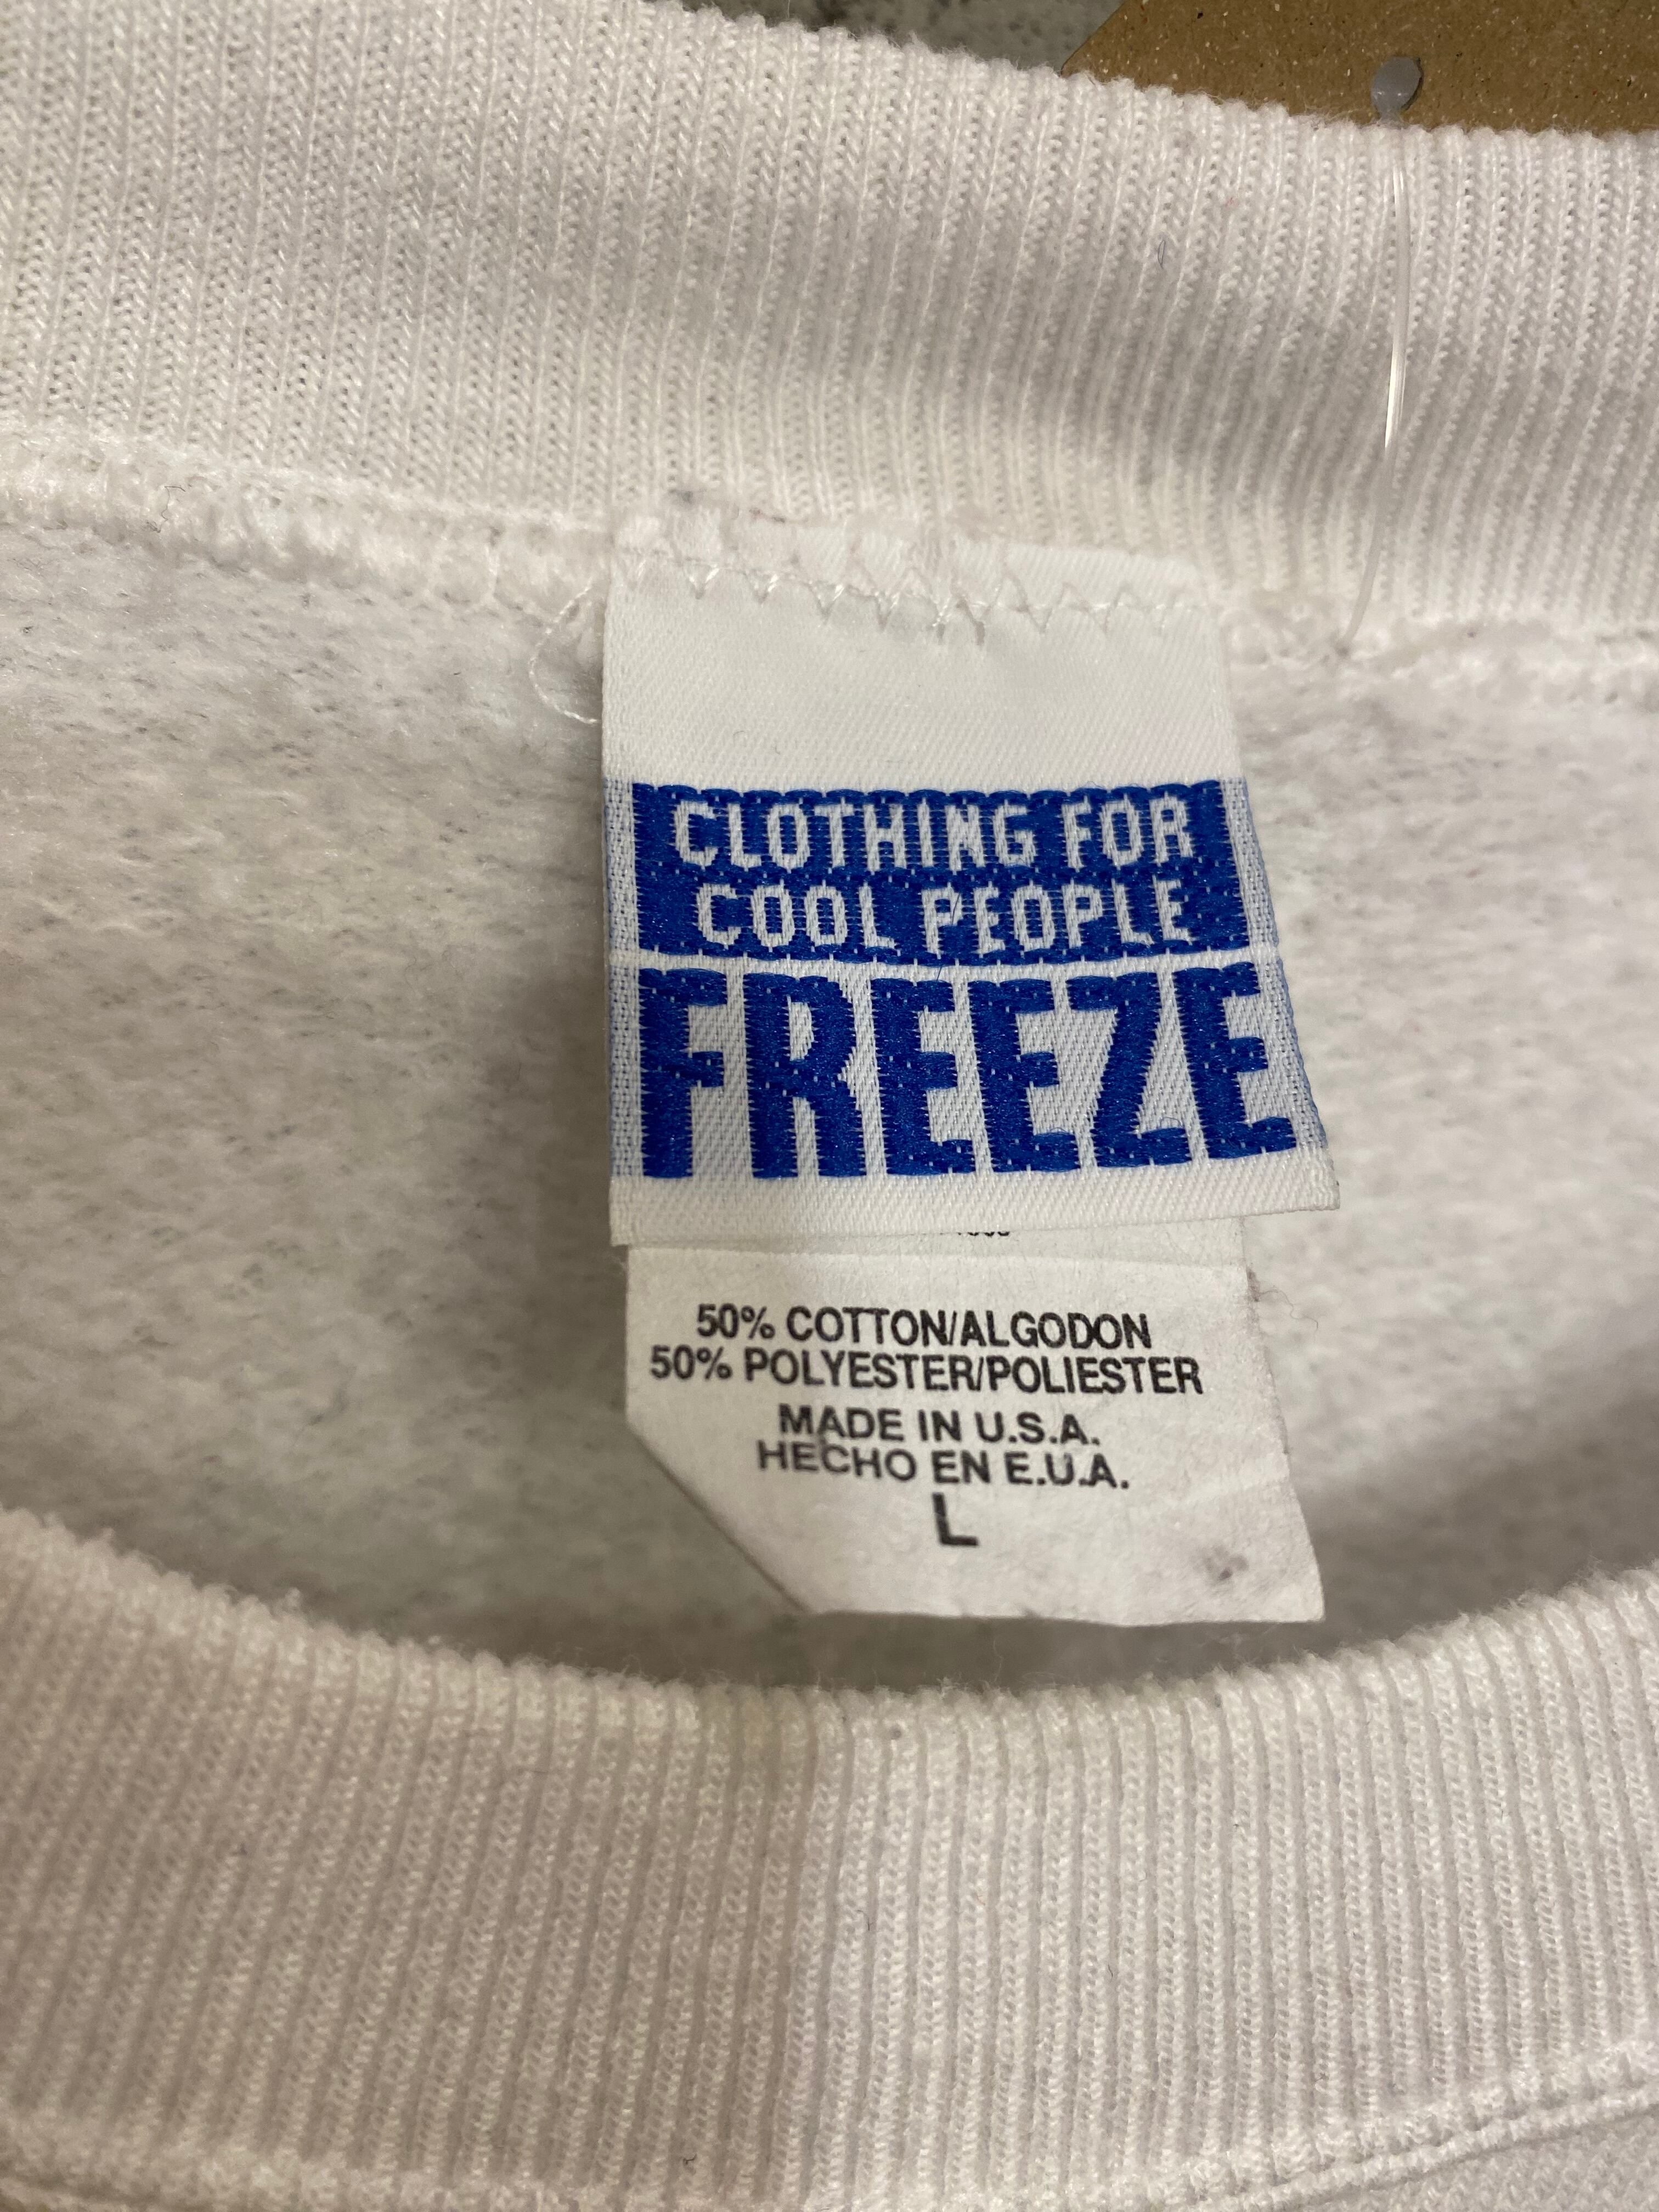 CLOTHING FOR
COOL PEOPLE
FREEZE
50% COTTON/ALGODON
50% POLYESTER/POLIESTER
MADE IN U.S.A.
HECHO EN E.U.A.
L